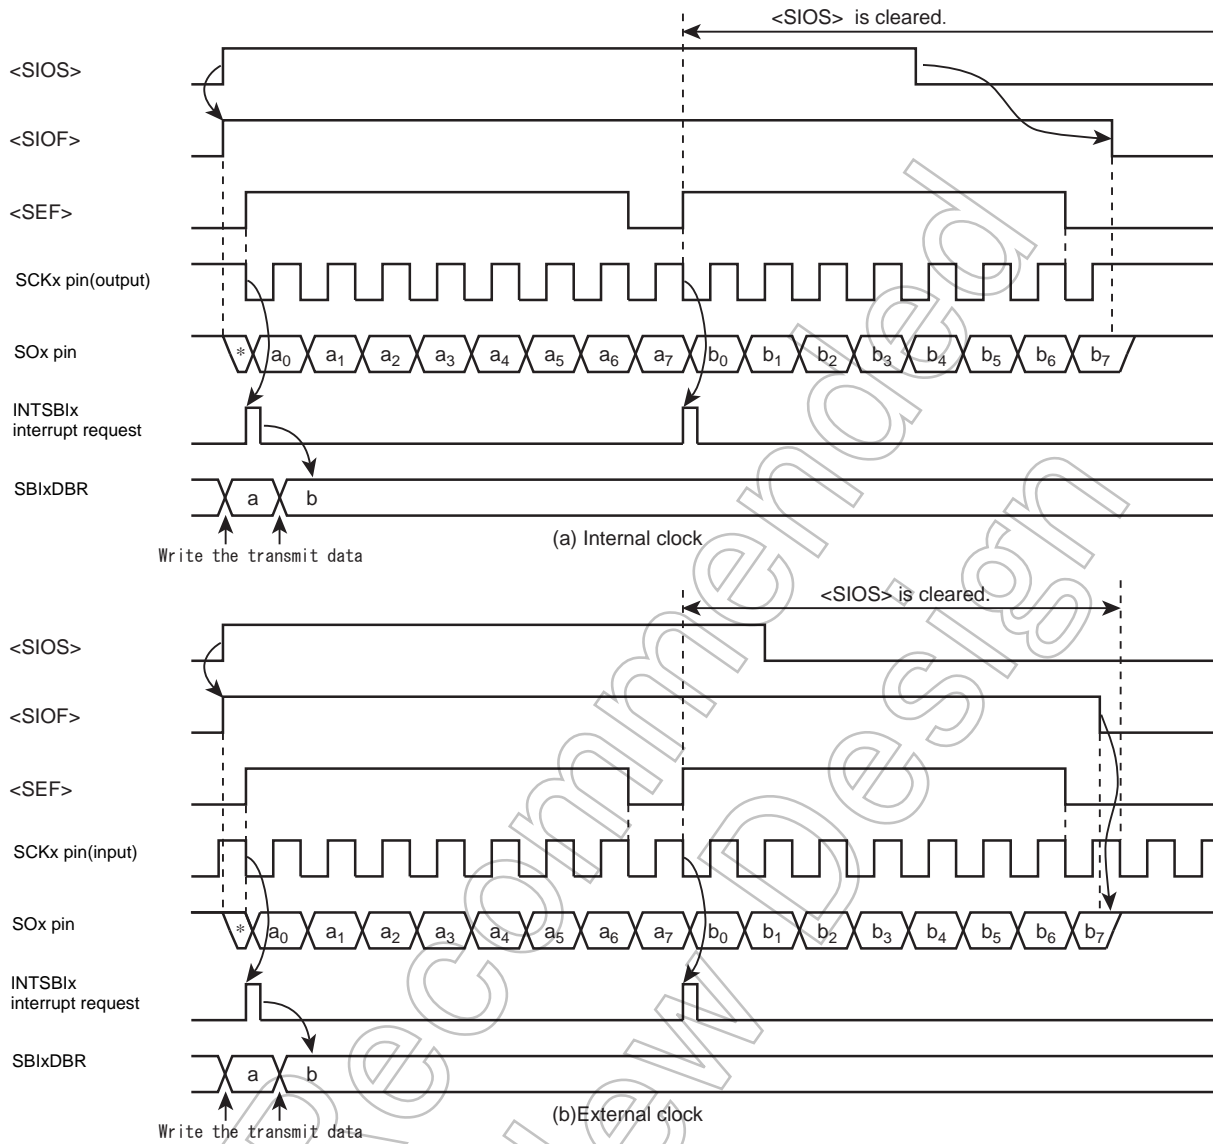 <SIOS> is cleared.
<SIOS>
<SIOF>
<SEF>
SCKx pin(output)
SOx pin * a0 a1 a2 a3 a4 a5 a6 a7 b0 b1 b2 b3 b4 b5 b6 b7
INTSBIx
interrupt request
SBIxDBR a b
(a) Internal clock
Write the transmit data
<SIOS> is cleared.
<SIOS>
<SIOF>
<SEF>
SCKx pin(input)
SOx pin * a0 a1 a2 a3 a4 a5 a6 a7 b0 b1 b2 b3 b4 b5 b6 b7
INTSBIx
interrupt request
SBIxDBR a b
(b)External clock
Write the transmit data
Recommended
New Design